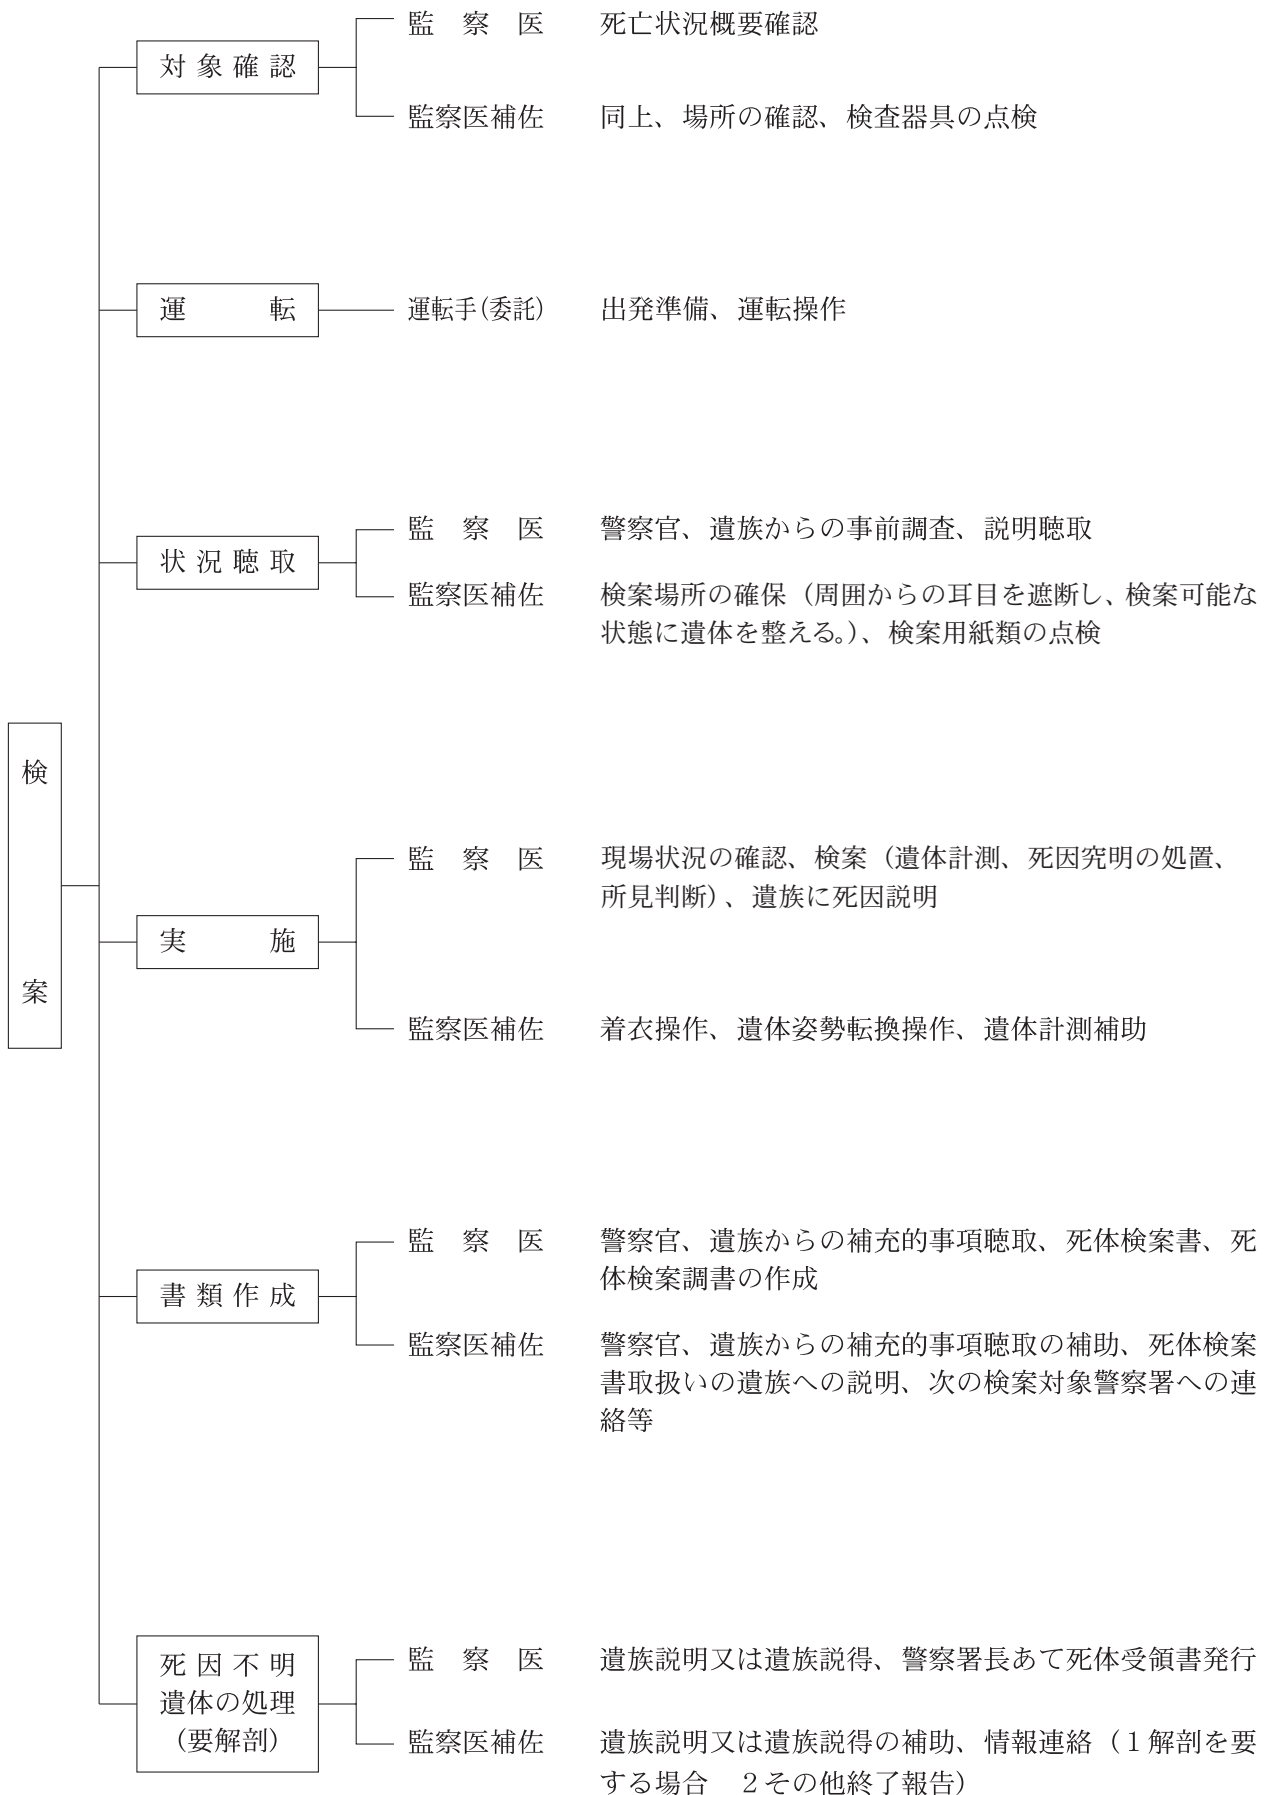 監察医 死亡状況概要確認
対象確認
監察医補佐 同上、場所の確認、検査器具の点検
運転 運転手(委託) 出発準備、運転操作
監察医 警察官、遺族からの事前調査、説明聴取
状況聴取
監察医補佐 検案場所の確保（周囲からの耳目を遮断し、検案可能な
状態に遺体を整える。）、検案用紙類の点検
検案
監察医 現場状況の確認、検案（遺体計測、死因究明の処置、
所見判断）、遺族に死因説明
実施
監察医補佐 着衣操作、遺体姿勢転換操作、遺体計測補助
監察医 警察官、遺族からの補充的事項聴取、死体検案書、死
体検案調書の作成
書類作成
監察医補佐 警察官、遺族からの補充的事項聴取の補助、死体検案
書取扱いの遺族への説明、次の検案対象警察署への連
絡等
死因不明
遺体の処理
（要解剖）
監察医 遺族説明又は遺族説得、警察署長あて死体受領書発行
監察医補佐 遺族説明又は遺族説得の補助、情報連絡（１解剖を要
する場合　２その他終了報告）